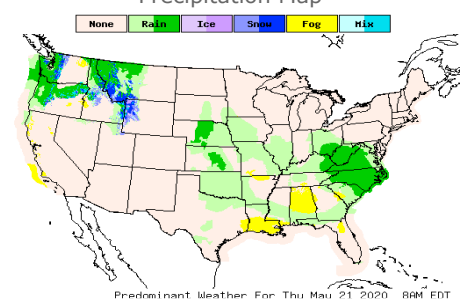 Precipitation Map
None Rain Ice Snow Fog Mix
Predominant Weather For Thu May 21 2020 8AM EDT